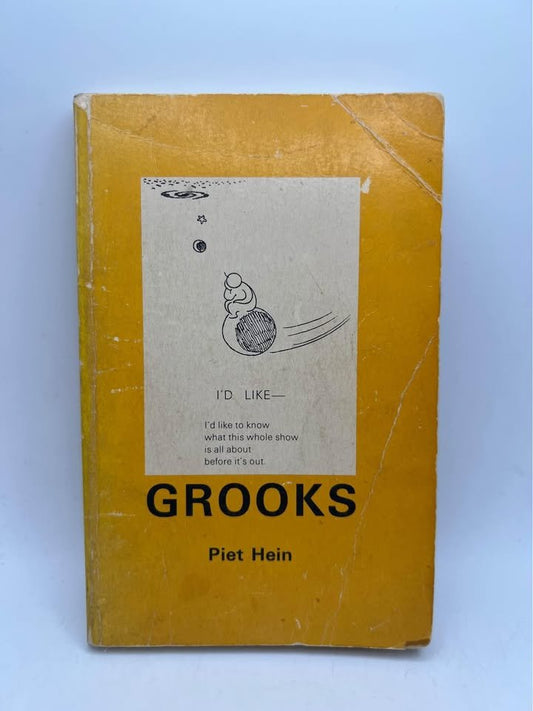 I'D LIKE—
I'd like to know
what this whole show
is all about
before it's out.
GROOKS
Piet Hein